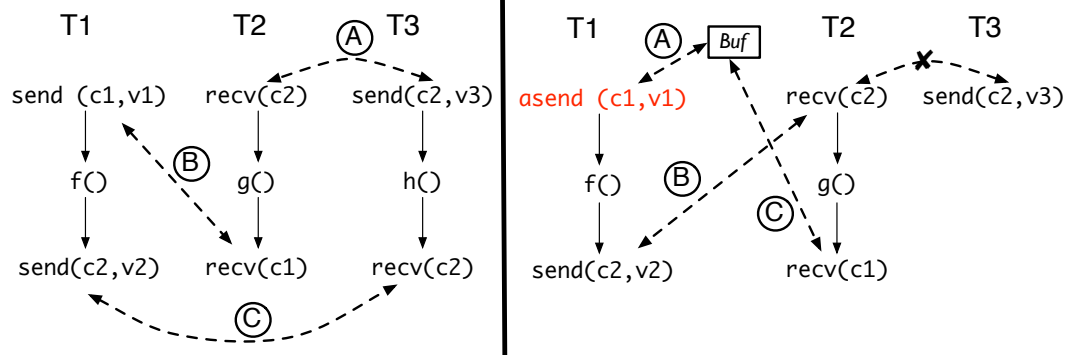 T1 T2 T3
A
send (c1,v1) recv(c2) send(c2,v3)
B
f() g() h()
send(c2,v2) recv(c1) recv(c2)
C
T1 T2 T3
A Buf
asend (c1,v1) recv(c2) send(c2,v3)
B
f() g()
C
send(c2,v2) recv(c1)